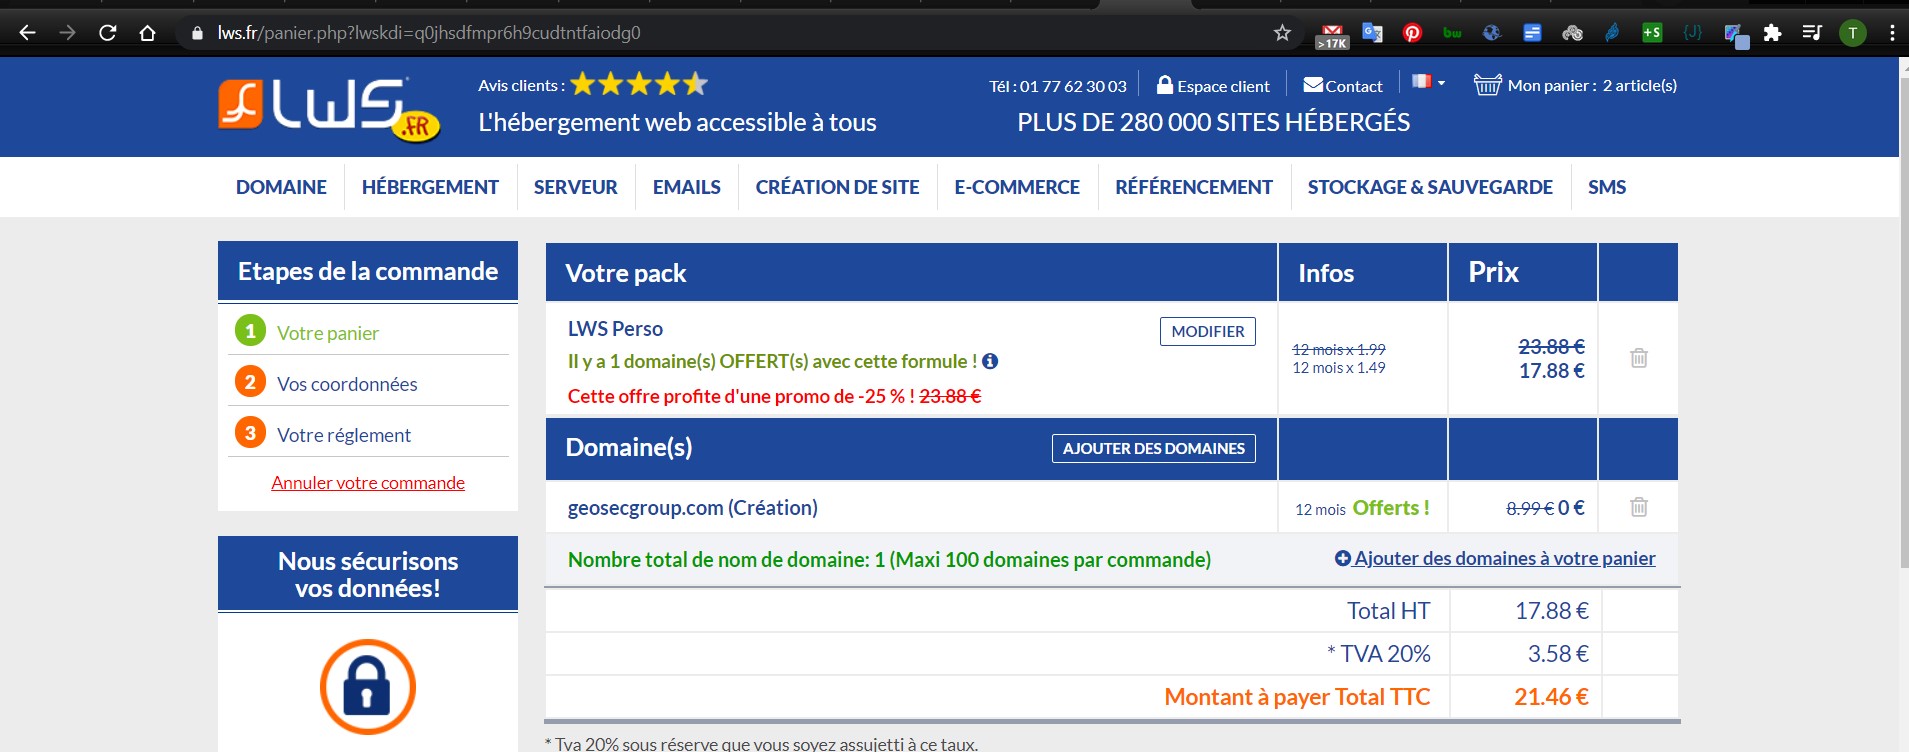 lws.fr/panier.php?lwskdi=q0jhsdfmpr6h9cudtntfaiodg0
>17K
bw
+S
{J}
T
LWS .FR
Avis clients :
L'hébergement web accessible à tous
Tél : 01 77 62 30 03
Espace client
Contact
Mon panier : 2 article(s)
PLUS DE 280 000 SITES HÉBERGÉS
DOMAINE
HÉBERGEMENT
SERVEUR
EMAILS
CRÉATION DE SITE
E-COMMERCE
RÉFÉRENCEMENT
STOCKAGE & SAUVEGARDE
SMS
Etapes de la commande
1 Votre panier
2 Vos coordonnées
3 Votre réglement
Annuler votre commande
Nous sécurisons
vos données!
Votre pack
Infos
Prix
LWS Perso
MODIFIER
Il y a 1 domaine(s) OFFERT(s) avec cette formule !
Cette offre profite d'une promo de -25 % ! 23.88 €
12 mois x 1.99
12 mois x 1.49
23.88 €
17.88 €
Domaine(s)
AJOUTER DES DOMAINES
geosecgroup.com (Création)
12 mois Offerts !
8.99 € 0 €
Nombre total de nom de domaine: 1 (Maxi 100 domaines par commande)
Ajouter des domaines à votre panier
Total HT 17.88 €
* TVA 20% 3.58 €
Montant à payer Total TTC 21.46 €
* Tva 20% sous réserve que vous soyez assujetti à ce taux.